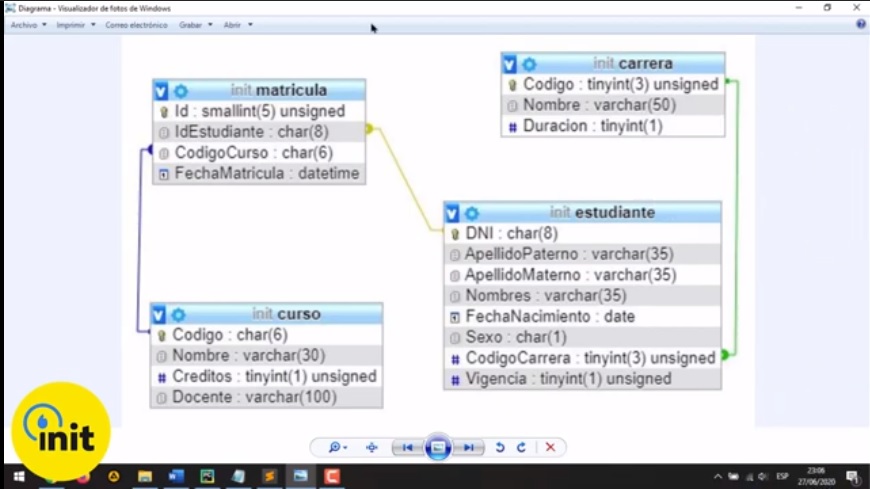 Diagrama - Visualizador de fotos de Windows
Archivo Imprimir Correo electrónico Grabar Abrir
init matricula
Id : smallint(5) unsigned
IdEstudiante : char(8)
CodigoCurso : char(6)
FechaMatricula : datetime
init carrera
Codigo : tinyint(3) unsigned
Nombre : varchar(50)
Duracion : tinyint(1)
init estudiante
DNI : char(8)
ApellidoPaterno : varchar(35)
ApellidoMaterno : varchar(35)
Nombres : varchar(35)
FechaNacimiento : date
Sexo : char(1)
CodigoCarrera : tinyint(3) unsigned
Vigencia : tinyint(1) unsigned
init curso
Codigo : char(6)
Nombre : varchar(30)
Creditos : tinyint(1) unsigned
Docente : varchar(100)
init
ESP
23:06
27/06/2020